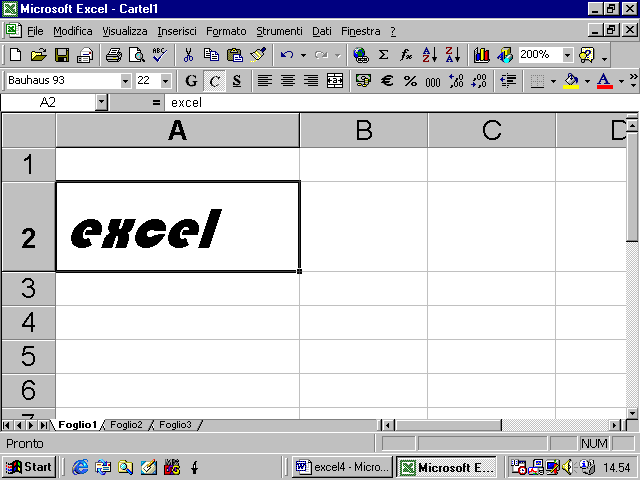 Microsoft Excel - Cartel1
File Modifica Visualizza Inserisci Formato Strumenti Dati Finestra ?
200%
Bauhaus 93 22 G C S € % 000
A2 = excel
A B C D
1
2 excel
3
4
5
6
7
Foglio1 Foglio2 Foglio3
Pronto NUM
Start excel4 - Micro... Microsoft E... 14.54